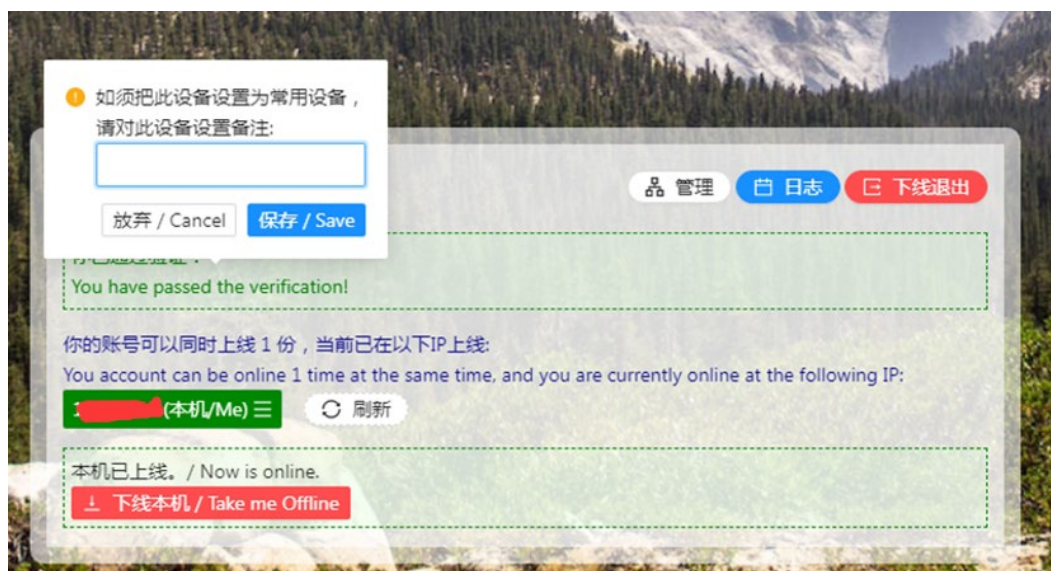 如须把此设备设置为常用设备，
请对此设备设置备注:
放弃 / Cancel 保存 / Save
管理 日志 下线退出
You have passed the verification!
你的账号可以同时上线 1 份，当前已在以下IP上线:
You account can be online 1 time at the same time, and you are currently online at the following IP:
(本机/Me) 刷新
本机已上线。/ Now is online.
下线本机 / Take me Offline